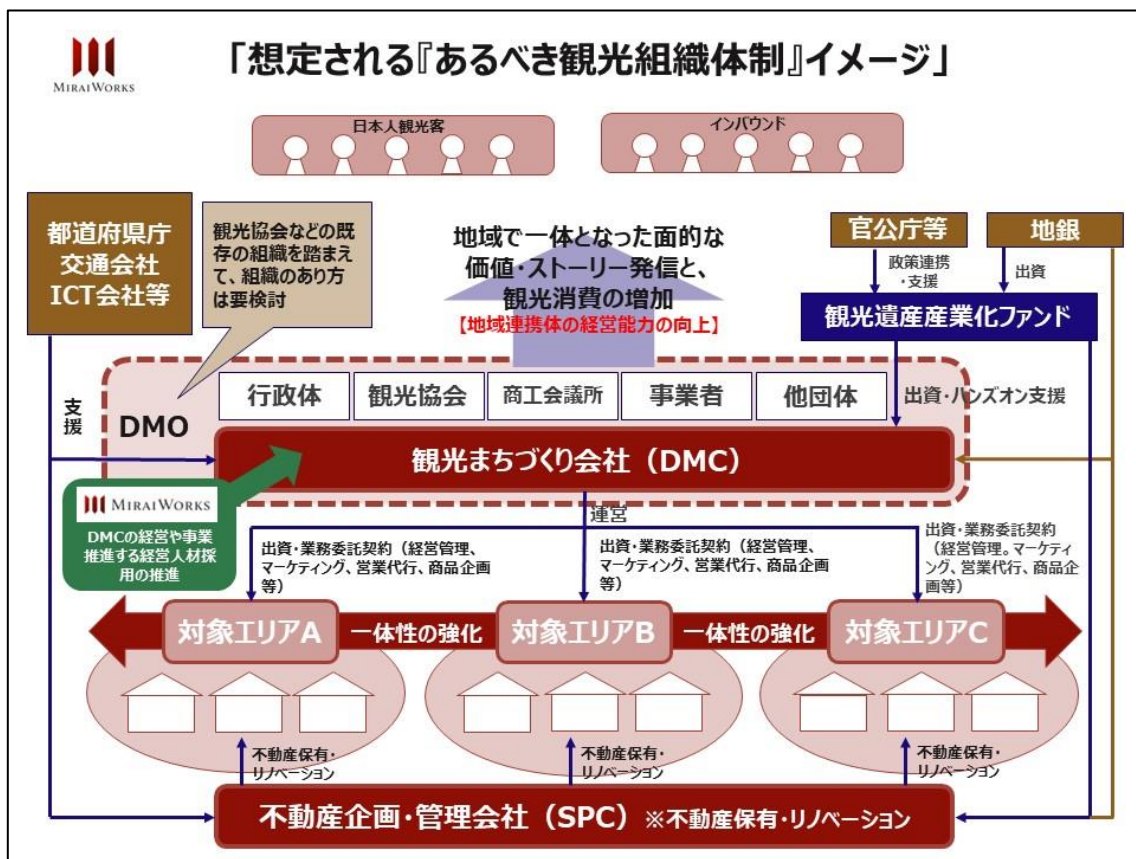 MIRAIWORKS
「想定される『あるべき観光組織体制』イメージ」
日本人観光客
インバウンド
都道府県庁
交通会社
ICT会社等
観光協会などの既
存の組織を踏まえ
て、組織のあり方
は要検討
地域で一体となった面的な
価値・ストーリー発信と、
観光消費の増加
【地域連携体の経営能力の向上】
官公庁等
地銀
政策連携
・支援
出資
観光遺産産業化ファンド
支援
DMO
行政体
観光協会
商工会議所
事業者
他団体
出資・ハンズオン支援
観光まちづくり会社（DMC）
MIRAIWORKS
DMCの経営や事業
推進する経営人材採
用の推進
運営
出資・業務委託契約（経営管理、
マーケティング、営業代行、商品企画
等）
出資・業務委託契約（経営管理、
マーケティング、営業代行、商品企画
等）
出資・業務委託契約
（経営管理。マーケティ
ング、営業代行、商品企
画等）
対象エリアA
一体性の強化
対象エリアB
一体性の強化
対象エリアC
不動産保有・
リノベーション
不動産保有・
リノベーション
不動産保有・
リノベーション
不動産企画・管理会社（SPC）※不動産保有・リノベーション